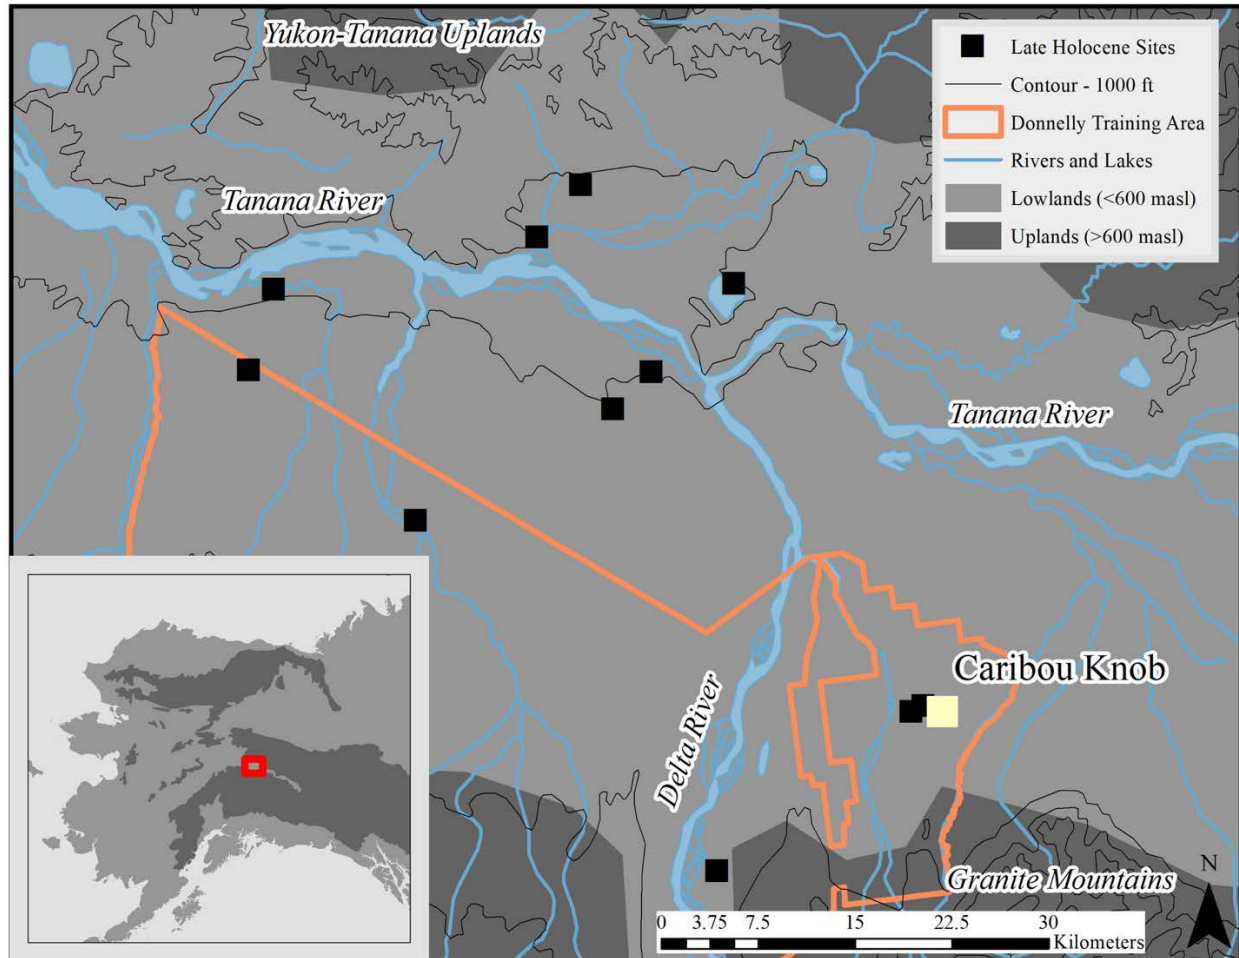 Yukon-Tanana Uplands
Late Holocene Sites
Contour - 1000 ft
Donnelly Training Area
Rivers and Lakes
Lowlands (<600 masl)
Uplands (>600 masl)
Tanana River
Tanana River
Caribou Knob
Delta River
Granite Mountains
N
0 3.75 7.5 15 22.5 30
Kilometers